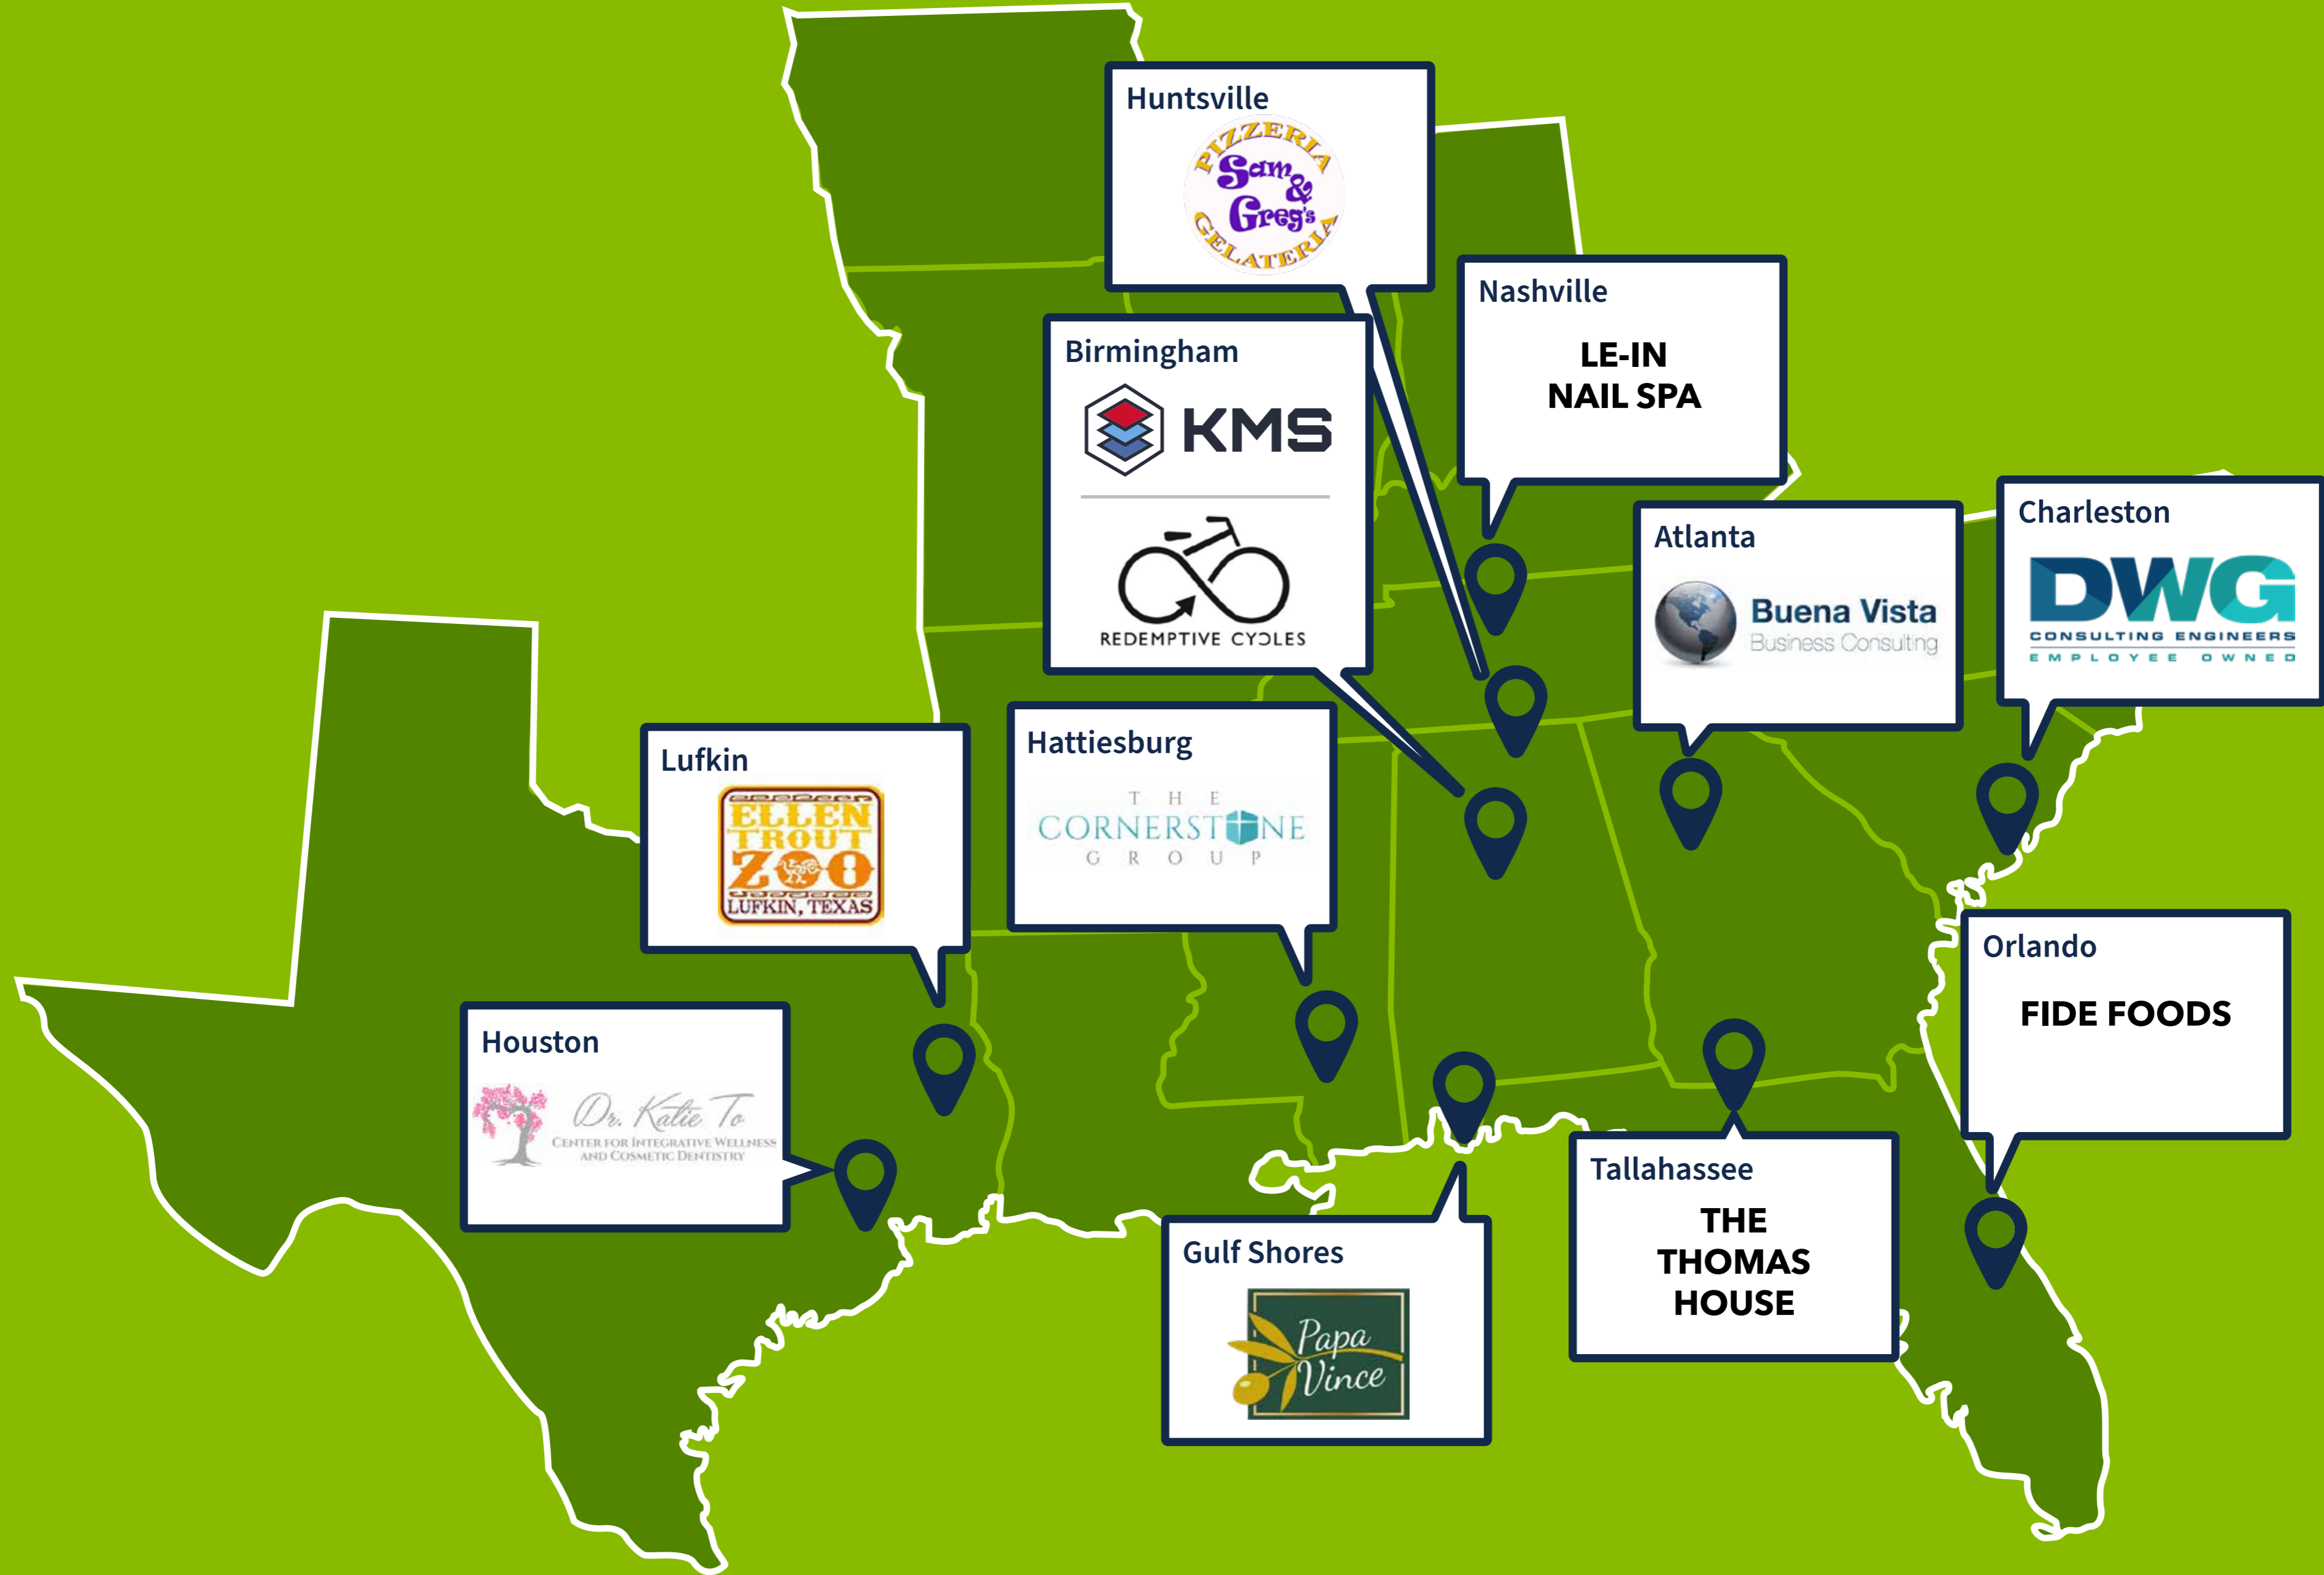 Huntsville
PIZZERIA
Sam
&
Greg's
GELATERIA
Nashville
LE-IN
NAIL SPA
Birmingham
KMS
REDEMPTIVE CYCLES
Atlanta
Buena Vista
Business Consulting
Charleston
DWG
CONSULTING ENGINEERS
EMPLOYEE OWNED
Lufkin
ELLEN
TROUT
ZOO
LUFKIN, TEXAS
Hattiesburg
THE
CORNERSTONE
GROUP
Orlando
FIDE FOODS
Houston
Dr. Katie To
CENTER FOR INTEGRATIVE WELLNESS
AND COSMETIC DENTISTRY
Tallahassee
THE
THOMAS
HOUSE
Gulf Shores
Papa
Vince